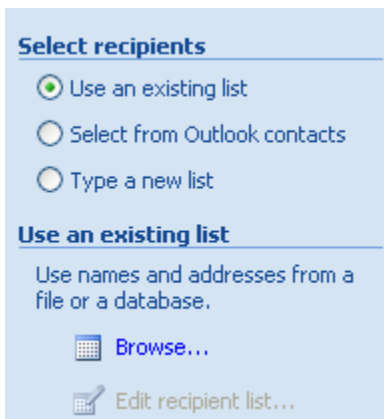 Select recipients
Use an existing list
Select from Outlook contacts
Type a new list
Use an existing list
Use names and addresses from a
file or a database.
Browse...
Edit recipient list...